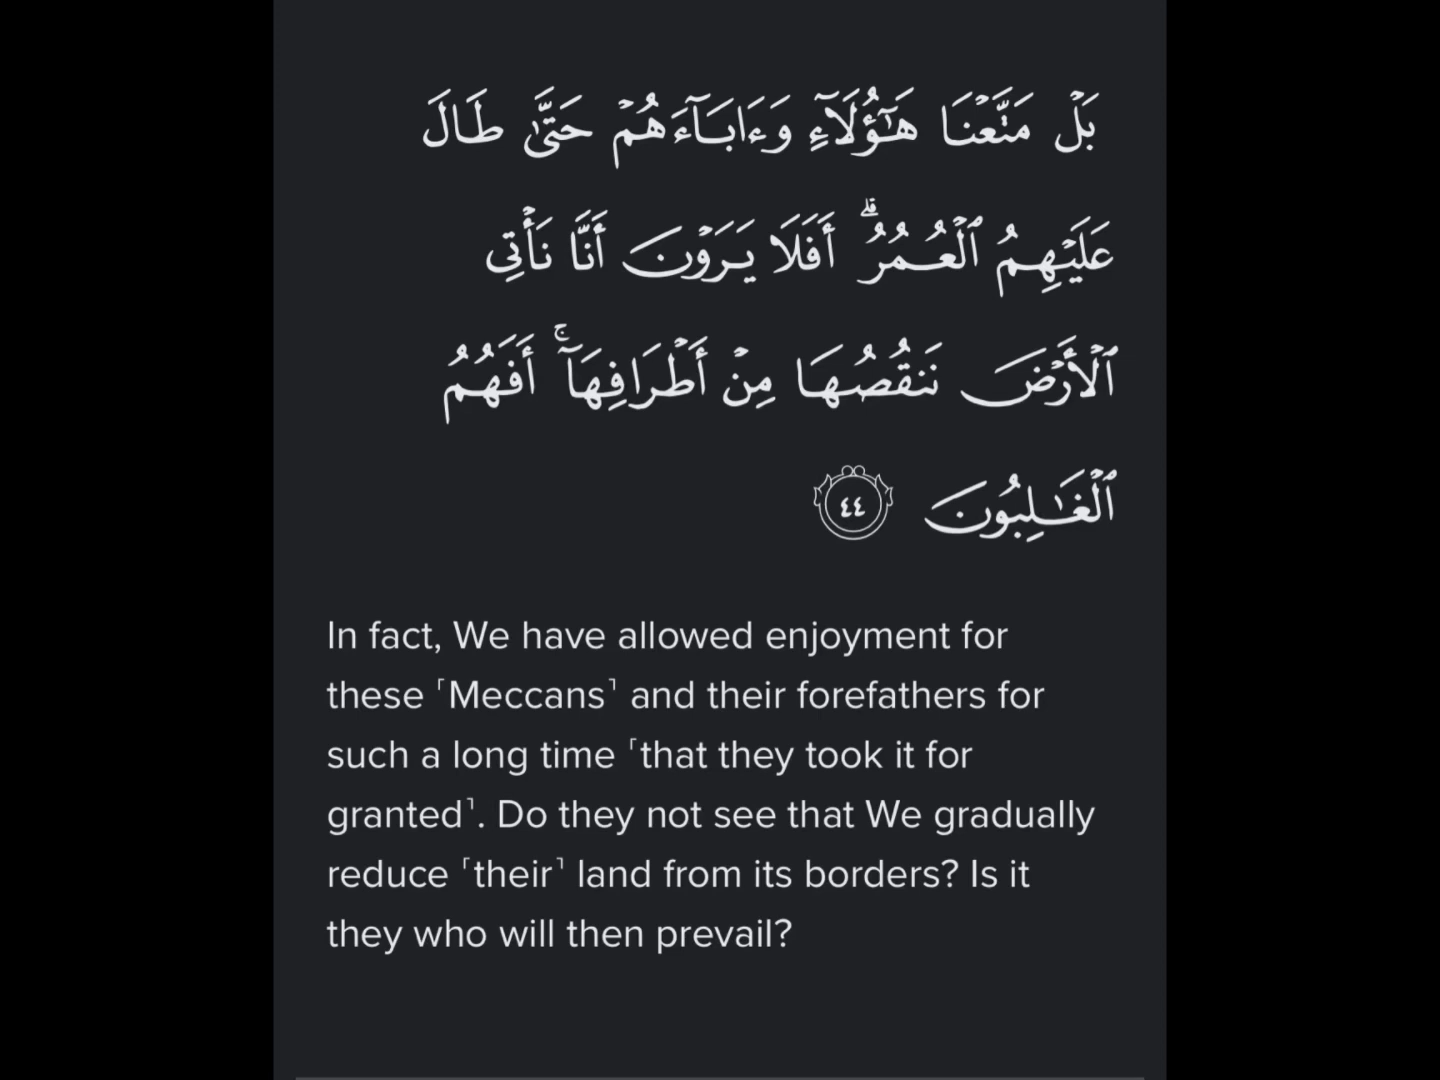 بَلْ مَتَّعْنَا هَٰٓؤُلَآءِ وَءَابَآءَهُمْ حَتَّىٰ طَالَ
عَلَيْهِمُ ٱلْعُمُرُ ۗ أَفَلَا يَرَوْنَ أَنَّا نَأْتِى
ٱلْأَرْضَ نَنقُصُهَا مِنْ أَطْرَافِهَآ ۚ أَفَهُمُ
ٱلْغَـٰلِبُونَ ٤٤
In fact, We have allowed enjoyment for
these ˹Meccans˺ and their forefathers for
such a long time ˹that they took it for
granted˺. Do they not see that We gradually
reduce ˹their˺ land from its borders? Is it
they who will then prevail?